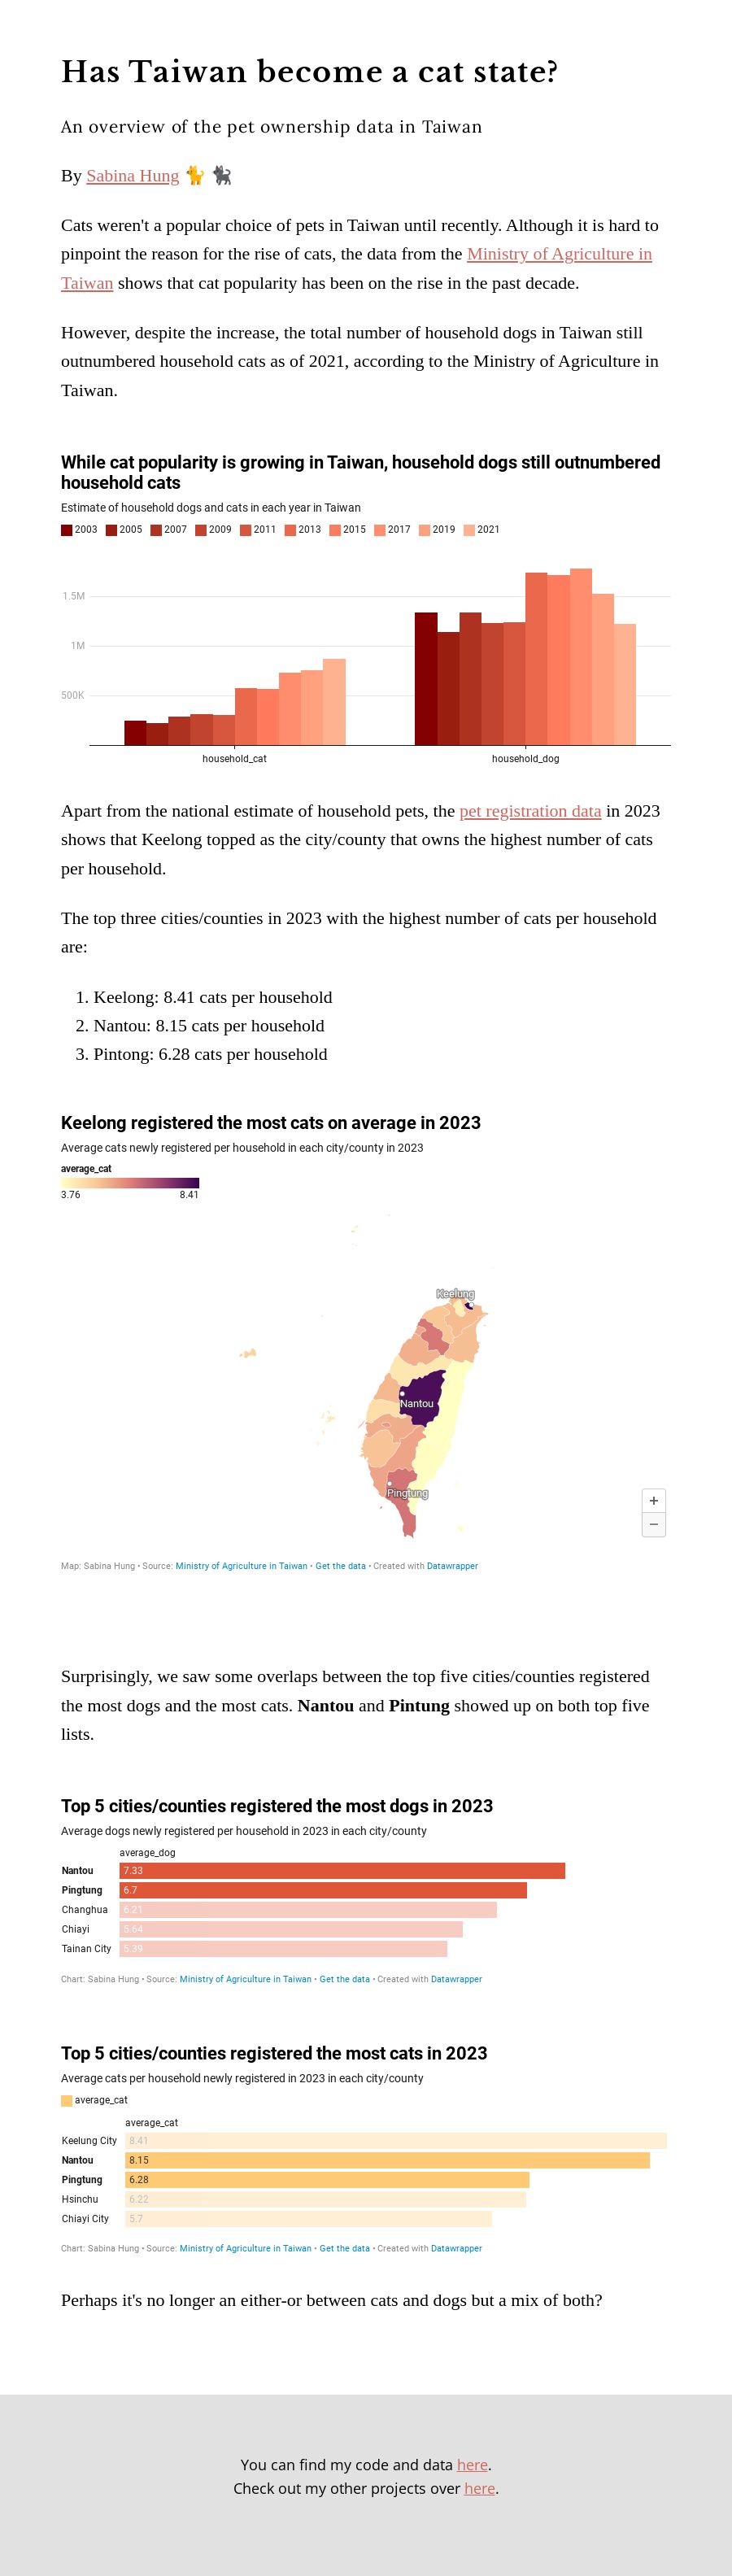 Has Taiwan become a cat state?
An overview of the pet ownership data in Taiwan
By Sabina Hung 🐈 🐈‍⬛
Cats weren't a popular choice of pets in Taiwan until recently. Although it is hard to
pinpoint the reason for the rise of cats, the data from the Ministry of Agriculture in
Taiwan shows that cat popularity has been on the rise in the past decade.
However, despite the increase, the total number of household dogs in Taiwan still
outnumbered household cats as of 2021, according to the Ministry of Agriculture in
Taiwan.
While cat popularity is growing in Taiwan, household dogs still outnumbered
household cats
Estimate of household dogs and cats in each year in Taiwan
2003 2005 2007 2009 2011 2013 2015 2017 2019 2021
1.5M
1M
500K
household_cat household_dog
Apart from the national estimate of household pets, the pet registration data in 2023
shows that Keelong topped as the city/county that owns the highest number of cats
per household.
The top three cities/counties in 2023 with the highest number of cats per household
are:
1. Keelong: 8.41 cats per household
2. Nantou: 8.15 cats per household
3. Pintong: 6.28 cats per household
Keelong registered the most cats on average in 2023
Average cats newly registered per household in each city/county in 2023
average_cat
3.76 8.41
Keelung
Nantou
Pingtung
+
−
Map: Sabina Hung • Source: Ministry of Agriculture in Taiwan • Get the data • Created with Datawrapper
Surprisingly, we saw some overlaps between the top five cities/counties registered
the most dogs and the most cats. Nantou and Pintung showed up on both top five
lists.
Top 5 cities/counties registered the most dogs in 2023
Average dogs newly registered per household in 2023 in each city/county
average_dog
Nantou 7.33
Pingtung 6.7
Changhua 6.21
Chiayi 5.64
Tainan City 5.39
Chart: Sabina Hung • Source: Ministry of Agriculture in Taiwan • Get the data • Created with Datawrapper
Top 5 cities/counties registered the most cats in 2023
Average cats per household newly registered in 2023 in each city/county
average_cat
average_cat
Keelung City 8.41
Nantou 8.15
Pingtung 6.28
Hsinchu 6.22
Chiayi City 5.7
Chart: Sabina Hung • Source: Ministry of Agriculture in Taiwan • Get the data • Created with Datawrapper
Perhaps it's no longer an either-or between cats and dogs but a mix of both?
You can find my code and data here.
Check out my other projects over here.